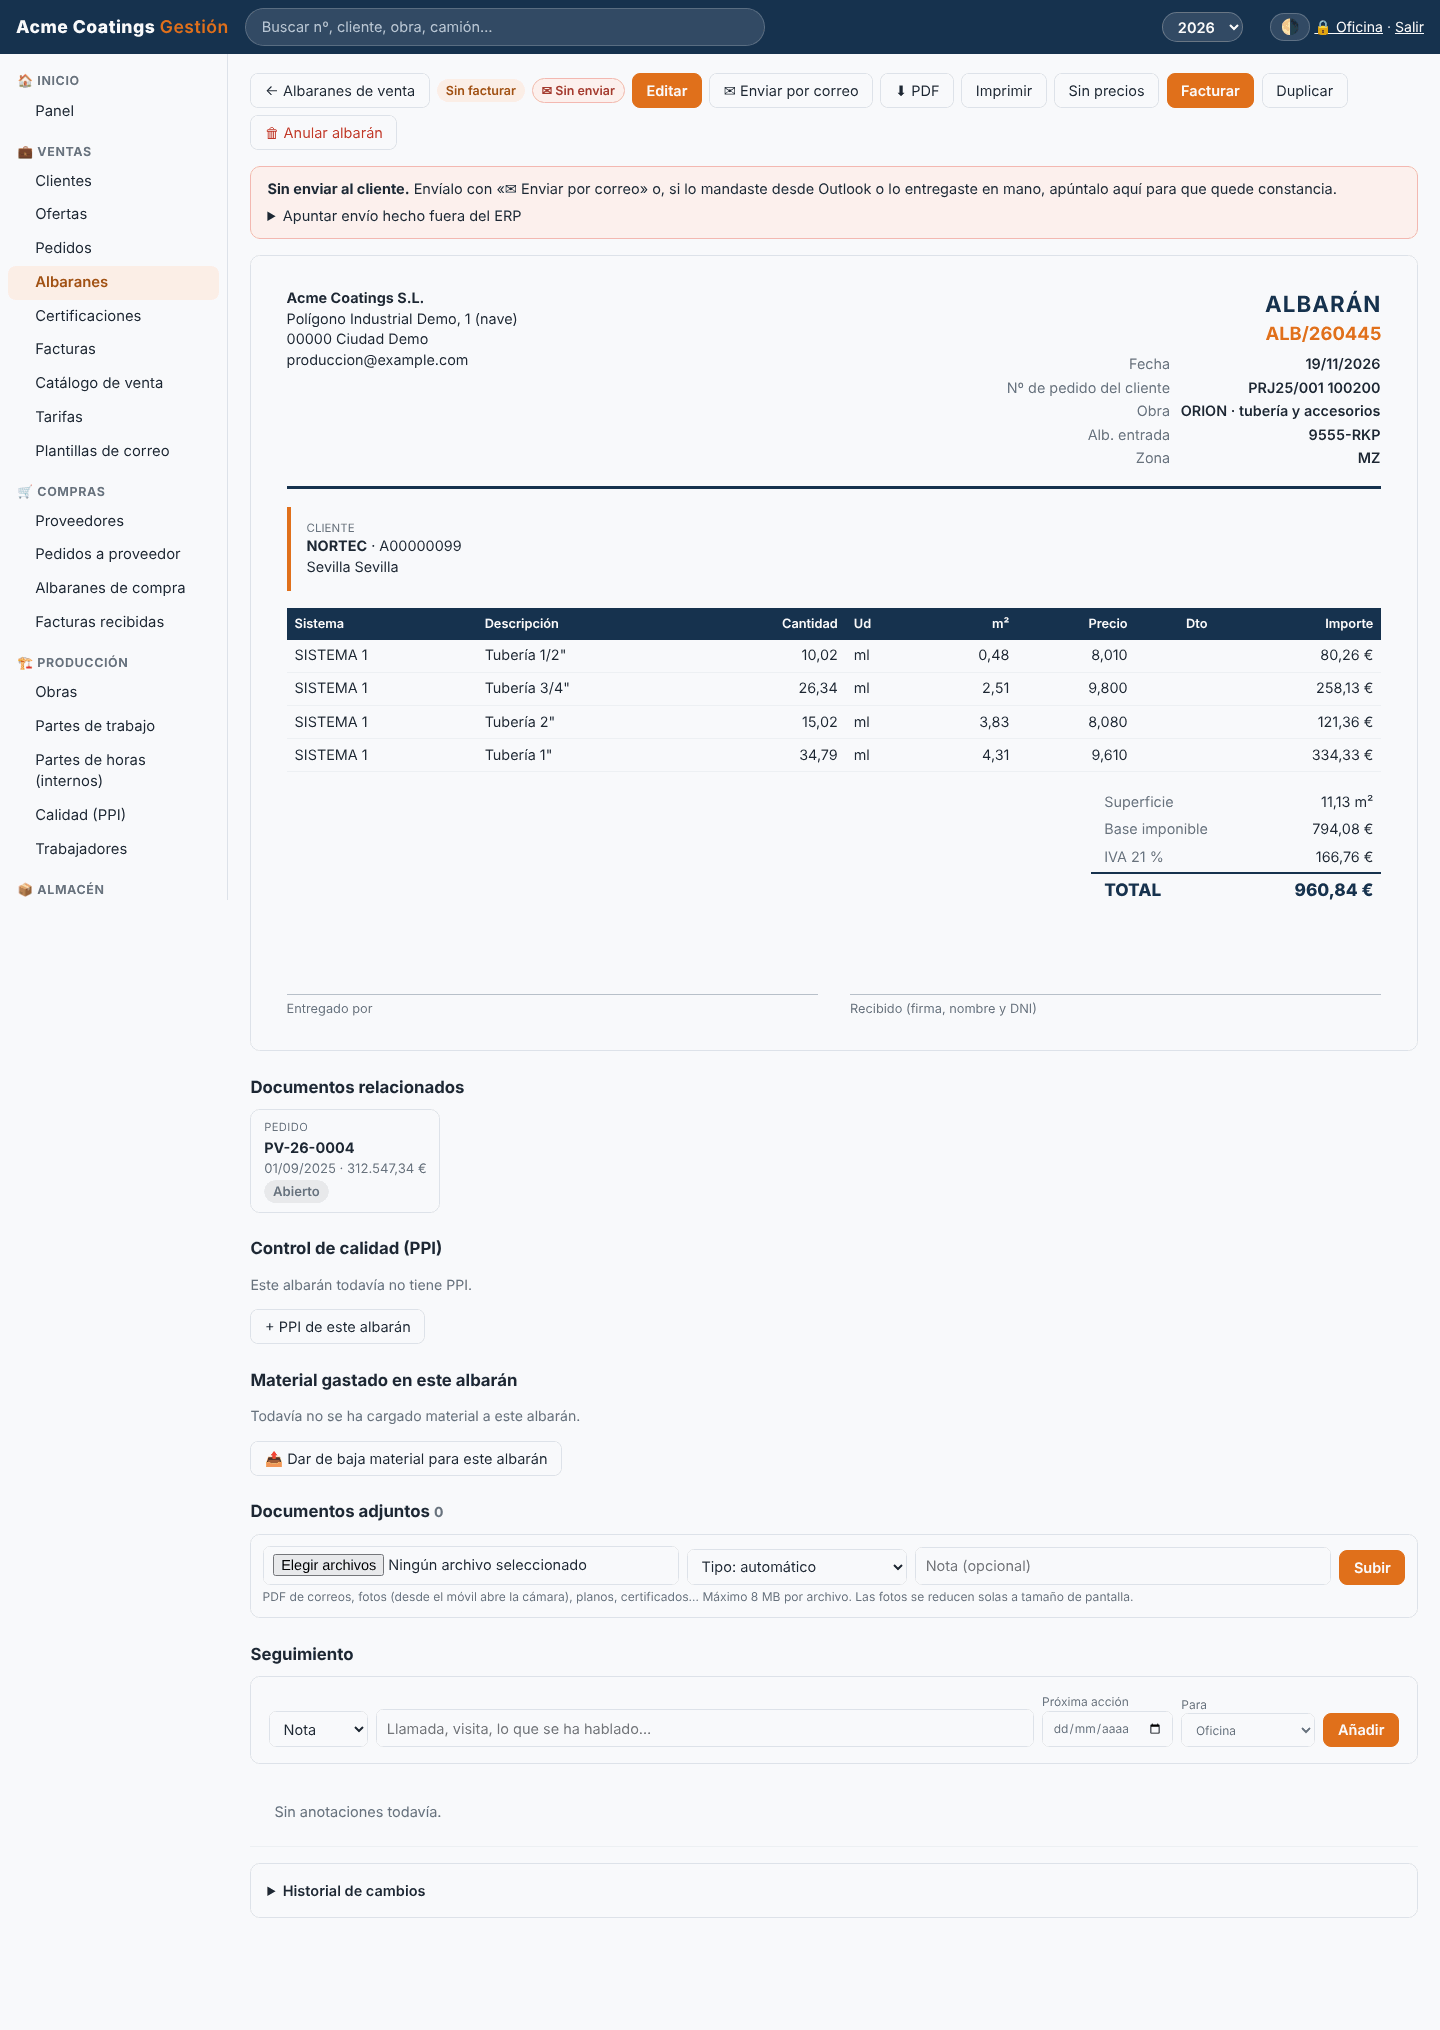 Acme Coatings Gestión
Buscar nº, cliente, obra, camión...
2026
🌗
🔒 Oficina · Salir
🏠 INICIO
Panel
💼 VENTAS
Clientes
Ofertas
Pedidos
Albaranes
Certificaciones
Facturas
Catálogo de venta
Tarifas
Plantillas de correo
🛒 COMPRAS
Proveedores
Pedidos a proveedor
Albaranes de compra
Facturas recibidas
🏗️ PRODUCCIÓN
Obras
Partes de trabajo
Partes de horas
(internos)
Calidad (PPI)
Trabajadores
📦 ALMACÉN
← Albaranes de venta
Sin facturar
✉ Sin enviar
Editar
✉ Enviar por correo
⬇ PDF
Imprimir
Sin precios
Facturar
Duplicar
🗑 Anular albarán
Sin enviar al cliente. Envíalo con «✉ Enviar por correo» o, si lo mandaste desde Outlook o lo entregaste en mano, apúntalo aquí para que quede constancia.
▶ Apuntar envío hecho fuera del ERP
Acme Coatings S.L.
Polígono Industrial Demo, 1 (nave)
00000 Ciudad Demo
produccion@example.com
ALBARÁN
ALB/260445
Fecha 19/11/2026
Nº de pedido del cliente PRJ25/001 100200
Obra ORION · tubería y accesorios
Alb. entrada 9555-RKP
Zona MZ
CLIENTE
NORTEC · A00000099
Sevilla Sevilla
Sistema Descripción Cantidad Ud m² Precio Dto Importe
SISTEMA 1 Tubería 1/2" 10,02 ml 0,48 8,010 80,26 €
SISTEMA 1 Tubería 3/4" 26,34 ml 2,51 9,800 258,13 €
SISTEMA 1 Tubería 2" 15,02 ml 3,83 8,080 121,36 €
SISTEMA 1 Tubería 1" 34,79 ml 4,31 9,610 334,33 €
Superficie 11,13 m²
Base imponible 794,08 €
IVA 21 % 166,76 €
TOTAL 960,84 €
Entregado por
Recibido (firma, nombre y DNI)
Documentos relacionados
PEDIDO
PV-26-0004
01/09/2025 · 312.547,34 €
Abierto
Control de calidad (PPI)
Este albarán todavía no tiene PPI.
+ PPI de este albarán
Material gastado en este albarán
Todavía no se ha cargado material a este albarán.
📤 Dar de baja material para este albarán
Documentos adjuntos 0
Elegir archivos Ningún archivo seleccionado
Tipo: automático
Nota (opcional)
Subir
PDF de correos, fotos (desde el móvil abre la cámara), planos, certificados... Máximo 8 MB por archivo. Las fotos se reducen solas a tamaño de pantalla.
Seguimiento
Nota
Llamada, visita, lo que se ha hablado...
Próxima acción
dd/mm/aaaa
Para
Oficina
Añadir
Sin anotaciones todavía.
▶ Historial de cambios